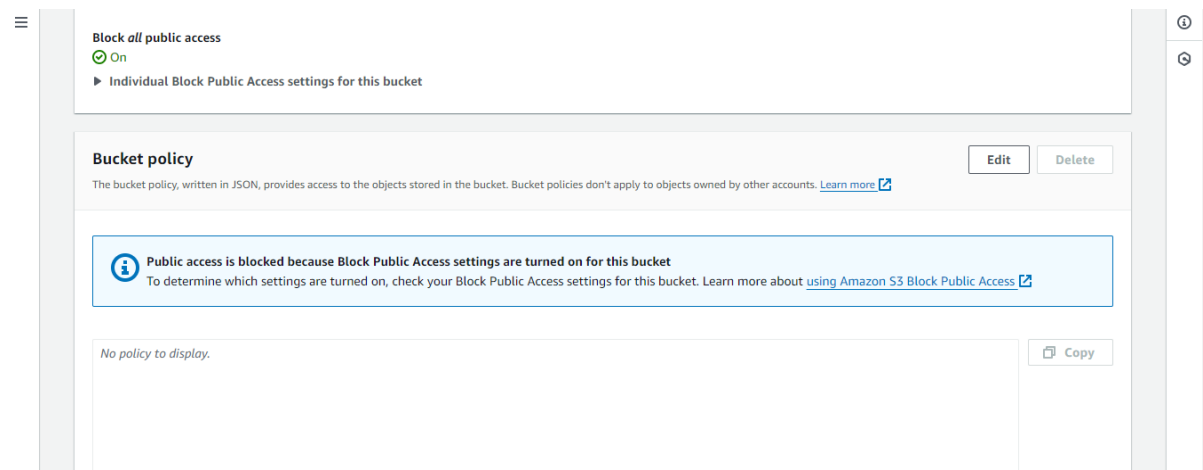 Block all public access
On
Individual Block Public Access settings for this bucket
Bucket policy
Edit
Delete
The bucket policy, written in JSON, provides access to the objects stored in the bucket. Bucket policies don't apply to objects owned by other accounts. Learn more
Public access is blocked because Block Public Access settings are turned on for this bucket
To determine which settings are turned on, check your Block Public Access settings for this bucket. Learn more about using Amazon S3 Block Public Access
No policy to display.
Copy